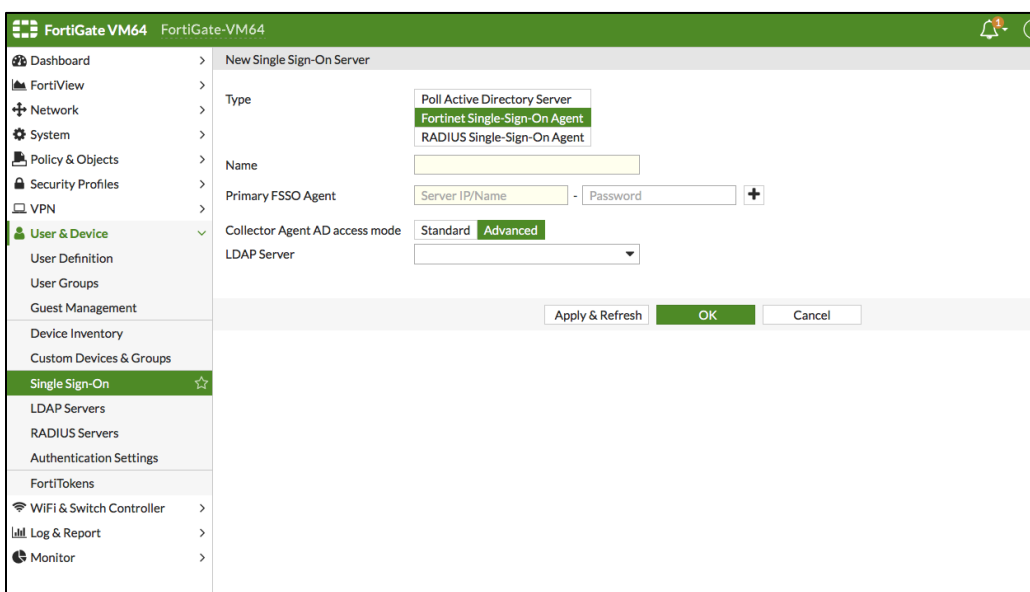 FortiGate VM64 FortiGate-VM64
1
Dashboard
FortiView
Network
System
Policy & Objects
Security Profiles
VPN
User & Device
User Definition
User Groups
Guest Management
Device Inventory
Custom Devices & Groups
Single Sign-On
LDAP Servers
RADIUS Servers
Authentication Settings
FortiTokens
WiFi & Switch Controller
Log & Report
Monitor
New Single Sign-On Server
Type
Poll Active Directory Server
Fortinet Single-Sign-On Agent
RADIUS Single-Sign-On Agent
Name
Primary FSSO Agent Server IP/Name - Password
Collector Agent AD access mode Standard Advanced
LDAP Server
Apply & Refresh OK Cancel